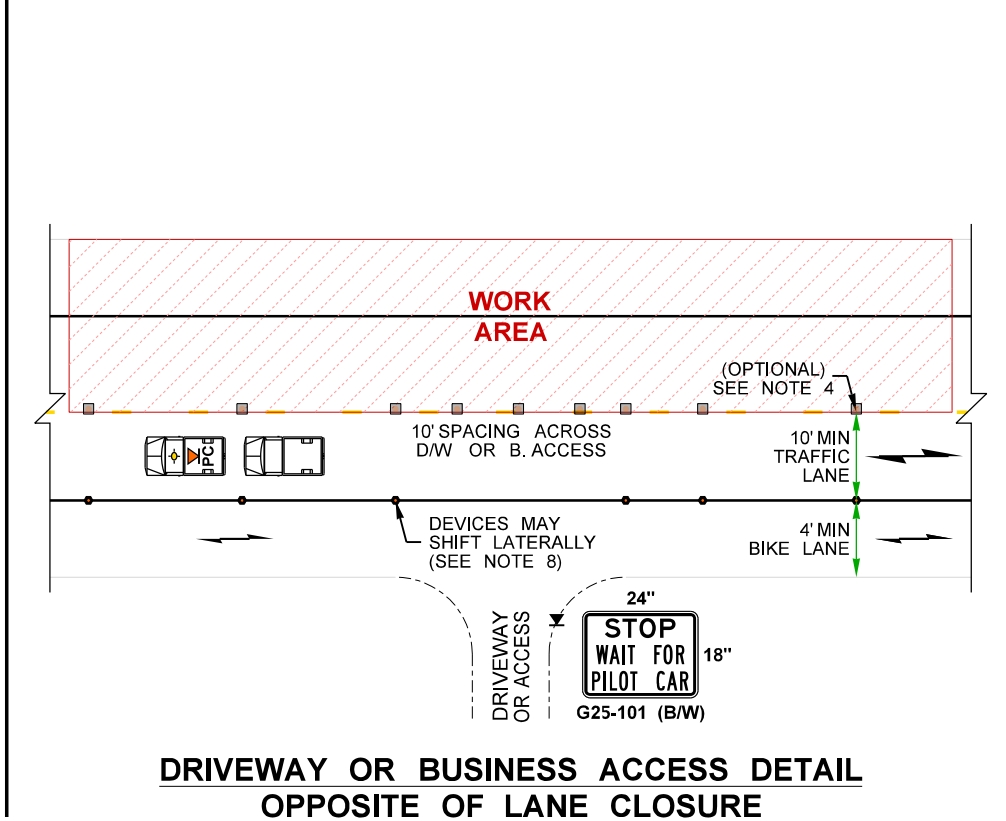 WORK
AREA
(OPTIONAL)
SEE NOTE 4
10' SPACING ACROSS
D/W OR B. ACCESS
10' MIN
TRAFFIC
LANE
PC
DEVICES MAY
SHIFT LATERALLY
(SEE NOTE 8)
4' MIN
BIKE LANE
DRIVEWAY
OR ACCESS
24"
STOP
WAIT FOR
PILOT CAR
18"
G25-101 (B/W)
DRIVEWAY OR BUSINESS ACCESS DETAIL
OPPOSITE OF LANE CLOSURE